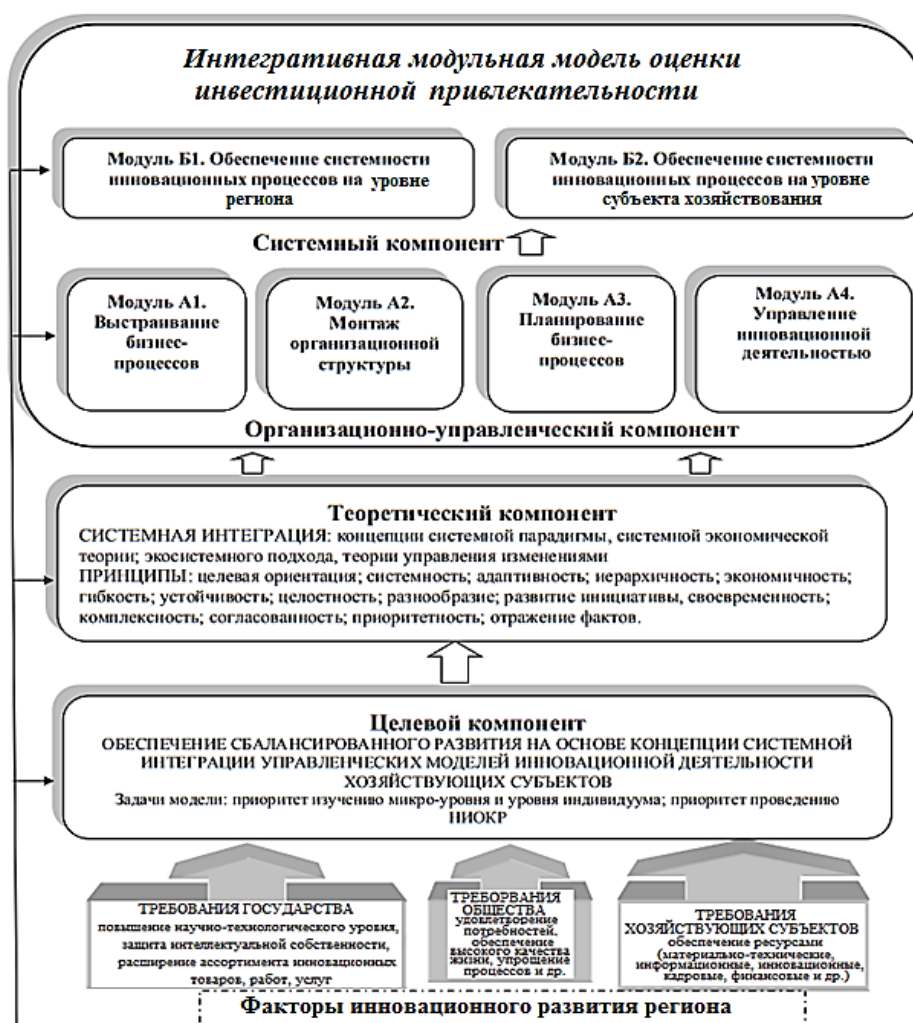 Интегративная модульная модель оценки
инвестиционной привлекательности
Модуль Б1. Обеспечение системности
инновационных процессов на уровне
региона
Модуль Б2. Обеспечение системности
инновационных процессов на уровне
субъекта хозяйствования
Системный компонент
Модуль А1.
Выстраивание
бизнес-
процессов
Модуль А2.
Монтаж
организационной
структуры
Модуль А3.
Планирование
бизнес-
процессов
Модуль А4.
Управление
инновационной
деятельностью
Организационно-управленческий компонент
Теоретический компонент
СИСТЕМНАЯ ИНТЕГРАЦИЯ: концепции системной парадигмы, системной экономической
теории; экосистемного подхода, теории управления изменениями
ПРИНЦИПЫ: целевая ориентация; системность; адаптивность; иерархичность; экономичность;
гибкость; устойчивость; целостность; разнообразие; развитие инициативы, своевременность;
комплексность; согласованность; приоритетность; отражение фактов.
Целевой компонент
ОБЕСПЕЧЕНИЕ СБАЛАНСИРОВАННОГО РАЗВИТИЯ НА ОСНОВЕ КОНЦЕПЦИИ СИСТЕМНОЙ
ИНТЕГРАЦИИ УПРАВЛЕНЧЕСКИХ МОДЕЛЕЙ ИННОВАЦИОННОЙ ДЕЯТЕЛЬНОСТИ
ХОЗЯЙСТВУЮЩИХ СУБЪЕКТОВ
Задачи модели: приоритет изучению микро-уровня и уровня индивидуума; приоритет проведению
НИОКР
ТРЕБОВАНИЯ ГОСУДАРСТВА
повышение научно-технологического уровня,
защита интеллектуальной собственности,
расширение ассортимента инновационных
товаров, работ, услуг
ТРЕБОРВАНИЯ
ОБЩЕСТВА
удовлетворение
потребностей,
обеспечение
высокого качества
жизни, упрощение
процессов и др.
ТРЕБОВАНИЯ
ХОЗЯЙСТВУЮЩИХ СУБЪЕКТОВ
обеспечение ресурсами
(материально-технические,
информационные, инновационные,
кадровые, финансовые и др.)
Факторы инновационного развития региона